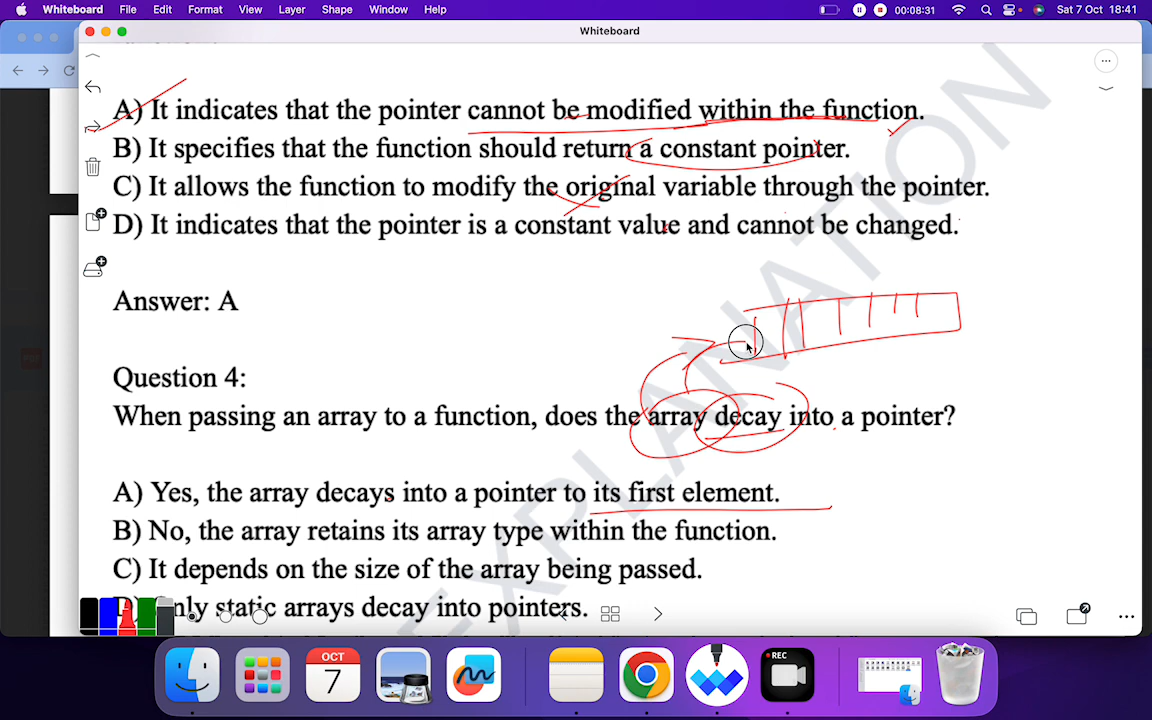 Whiteboard File Edit Format View Layer Shape Window Help 00:08:31 Sat 7 Oct 18:41
Whiteboard
A) It indicates that the pointer cannot be modified within the function.
B) It specifies that the function should return a constant pointer.
C) It allows the function to modify the original variable through the pointer.
D) It indicates that the pointer is a constant value and cannot be changed.
Answer: A
Question 4:
When passing an array to a function, does the array decay into a pointer?
A) Yes, the array decays into a pointer to its first element.
B) No, the array retains its array type within the function.
C) It depends on the size of the array being passed.
D) Only static arrays decay into pointers.
EXPLANATION
OCT
7
REC